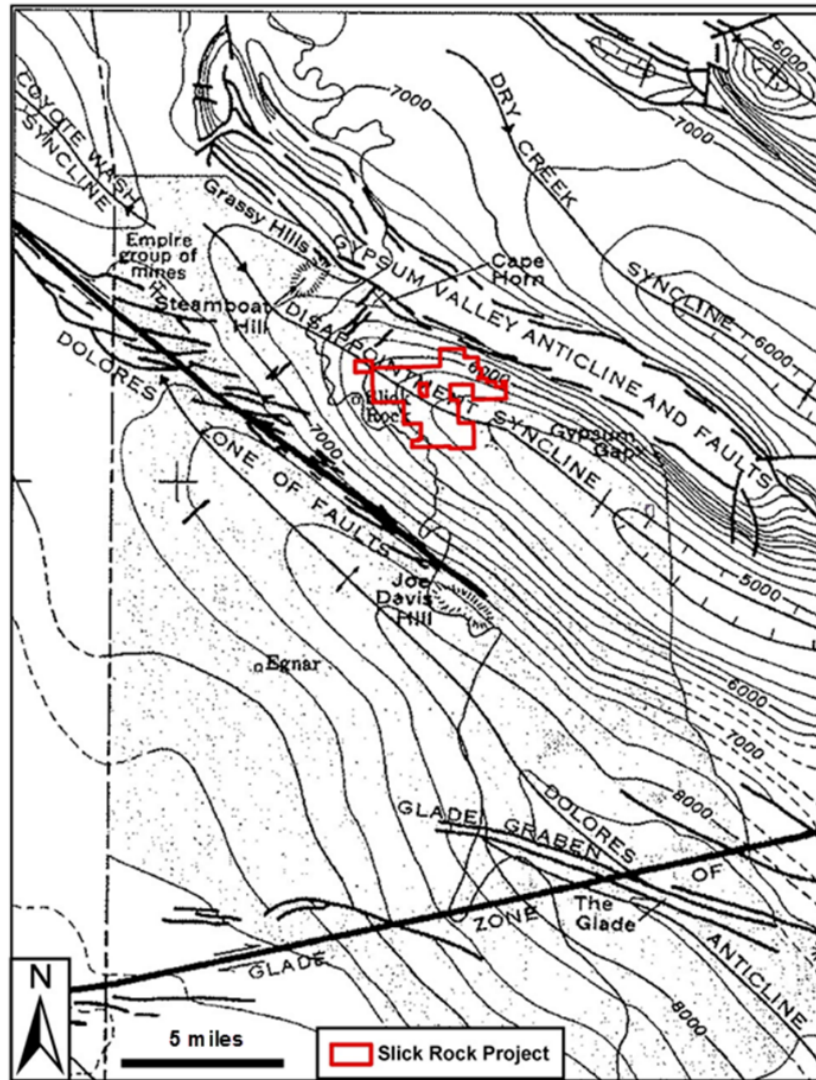 6000
7000
7000
DRY CREEK
SYNCLINE
6000
COYOTE WASH
SYNCLINE
Grassy Hills
GYPSUM VALLEY ANTICLINE AND FAULTS
Cape
Horn
Empire
group of
mines
Steamboat
Hill
DISAPPOINTMENT SYNCLINE
6000
Slick
Rock
Gypsum
Gap
DOLORES
ZONE OF FAULTS
7000
5000
Joe
Davis
Hill
Egnar
6000
7000
8000
GLADE GRABEN
DOLORES
ANTICLINE
The
Glade
GLADE
ZONE
OF
8000
N
5 miles
Slick Rock Project